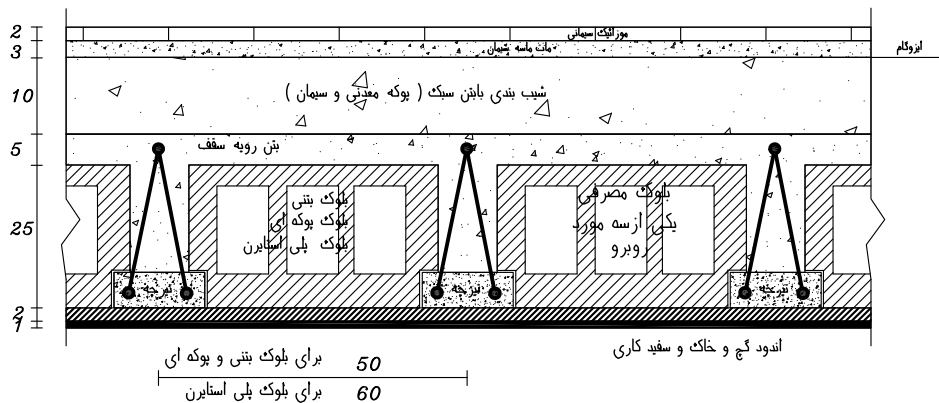 2
موزائیک سیمانی
3
ملات ماسه سیمان
ایزوگام
10
شیب بندی بابتن سبک ( پوکه معدنی و سیمان )
5
بتن رویه سقف
25
بلوک بتنی
بلوک پوکه ای
بلوک پلی استایرن
بلوک مصرفی
یکی ازسه مورد
روبرو
تیرچه
تیرچه
تیرچه
2
1
اندود گچ و خاک و سفید کاری
برای بلوک بتنی و پوکه ای 50
برای بلوک پلی استایرن 60